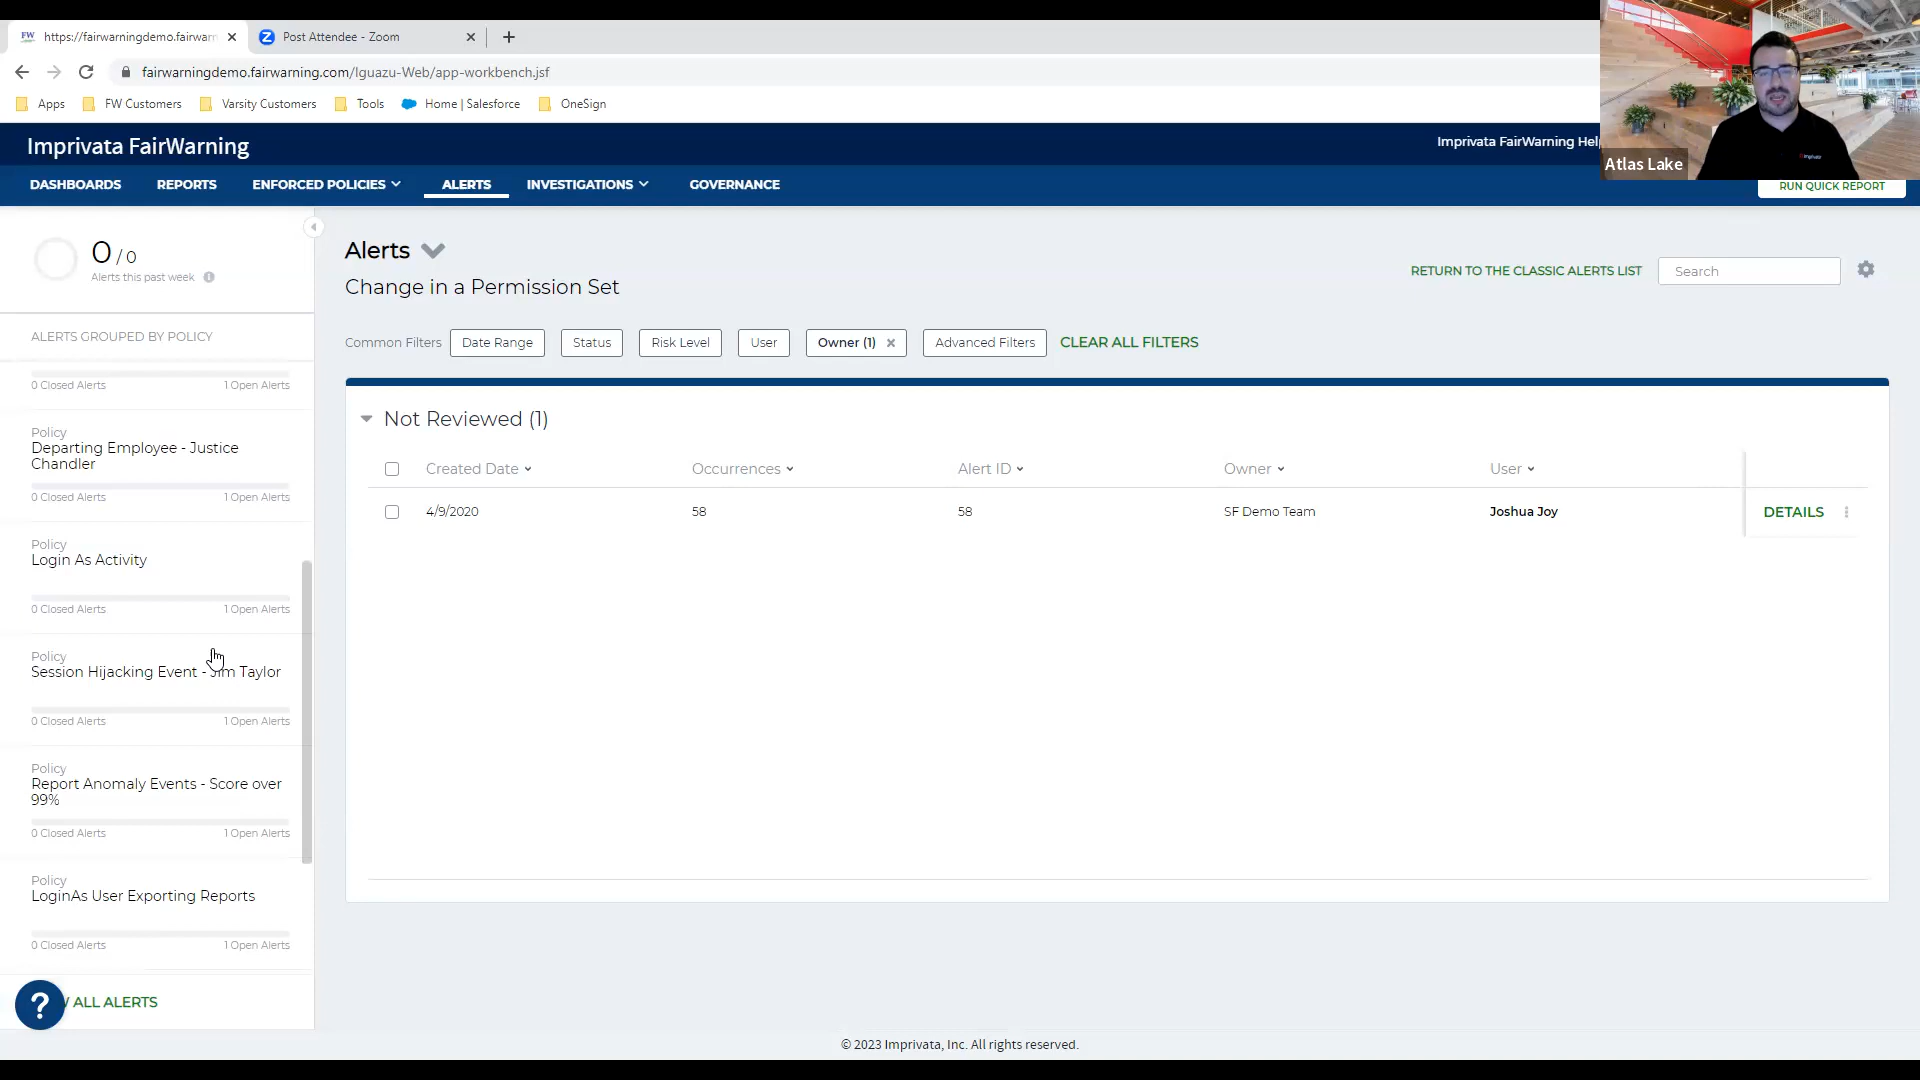 FW https://fairwarningdemo.fairwarn
Post Attendee - Zoom
fairwarningdemo.fairwarning.com/Iguazu-Web/app-workbench.jsf
Apps FW Customers Varsity Customers Tools Home | Salesforce OneSign
Imprivata FairWarning
Imprivata FairWarning Help
Atlas Lake
imprivata
DASHBOARDS REPORTS ENFORCED POLICIES ALERTS INVESTIGATIONS GOVERNANCE
RUN QUICK REPORT
0 / 0
Alerts this past week
ALERTS GROUPED BY POLICY
0 Closed Alerts 1 Open Alerts
Policy
Departing Employee - Justice
Chandler
0 Closed Alerts 1 Open Alerts
Policy
Login As Activity
0 Closed Alerts 1 Open Alerts
Policy
Session Hijacking Event - Jim Taylor
0 Closed Alerts 1 Open Alerts
Policy
Report Anomaly Events - Score over
99%
0 Closed Alerts 1 Open Alerts
Policy
LoginAs User Exporting Reports
0 Closed Alerts 1 Open Alerts
?
ALL ALERTS
Alerts
Change in a Permission Set
RETURN TO THE CLASSIC ALERTS LIST
Search
Common Filters Date Range Status Risk Level User Owner (1) Advanced Filters CLEAR ALL FILTERS
Not Reviewed (1)
Created Date Occurrences Alert ID Owner User
4/9/2020 58 58 SF Demo Team Joshua Joy DETAILS
© 2023 Imprivata, Inc. All rights reserved.